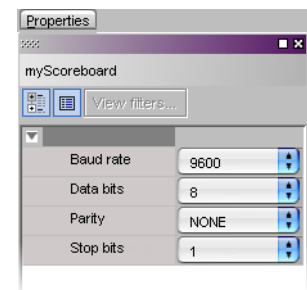 Properties
myScoreboard
View filters...
Baud rate 9600
Data bits 8
Parity NONE
Stop bits 1